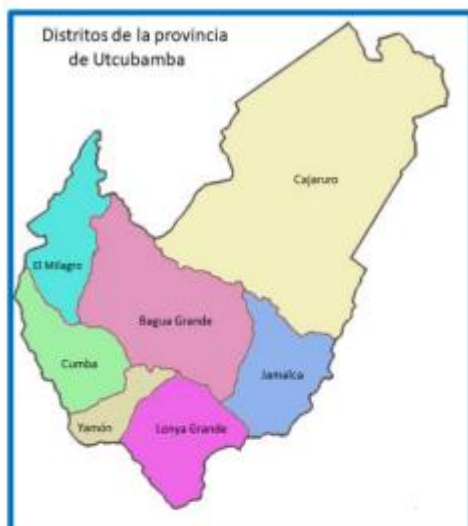 Distritos de la provincia
de Utcubamba
Cajaruro
El Milagro
Bagua Grande
Cumba
Jamalca
Yamón
Lonya Grande